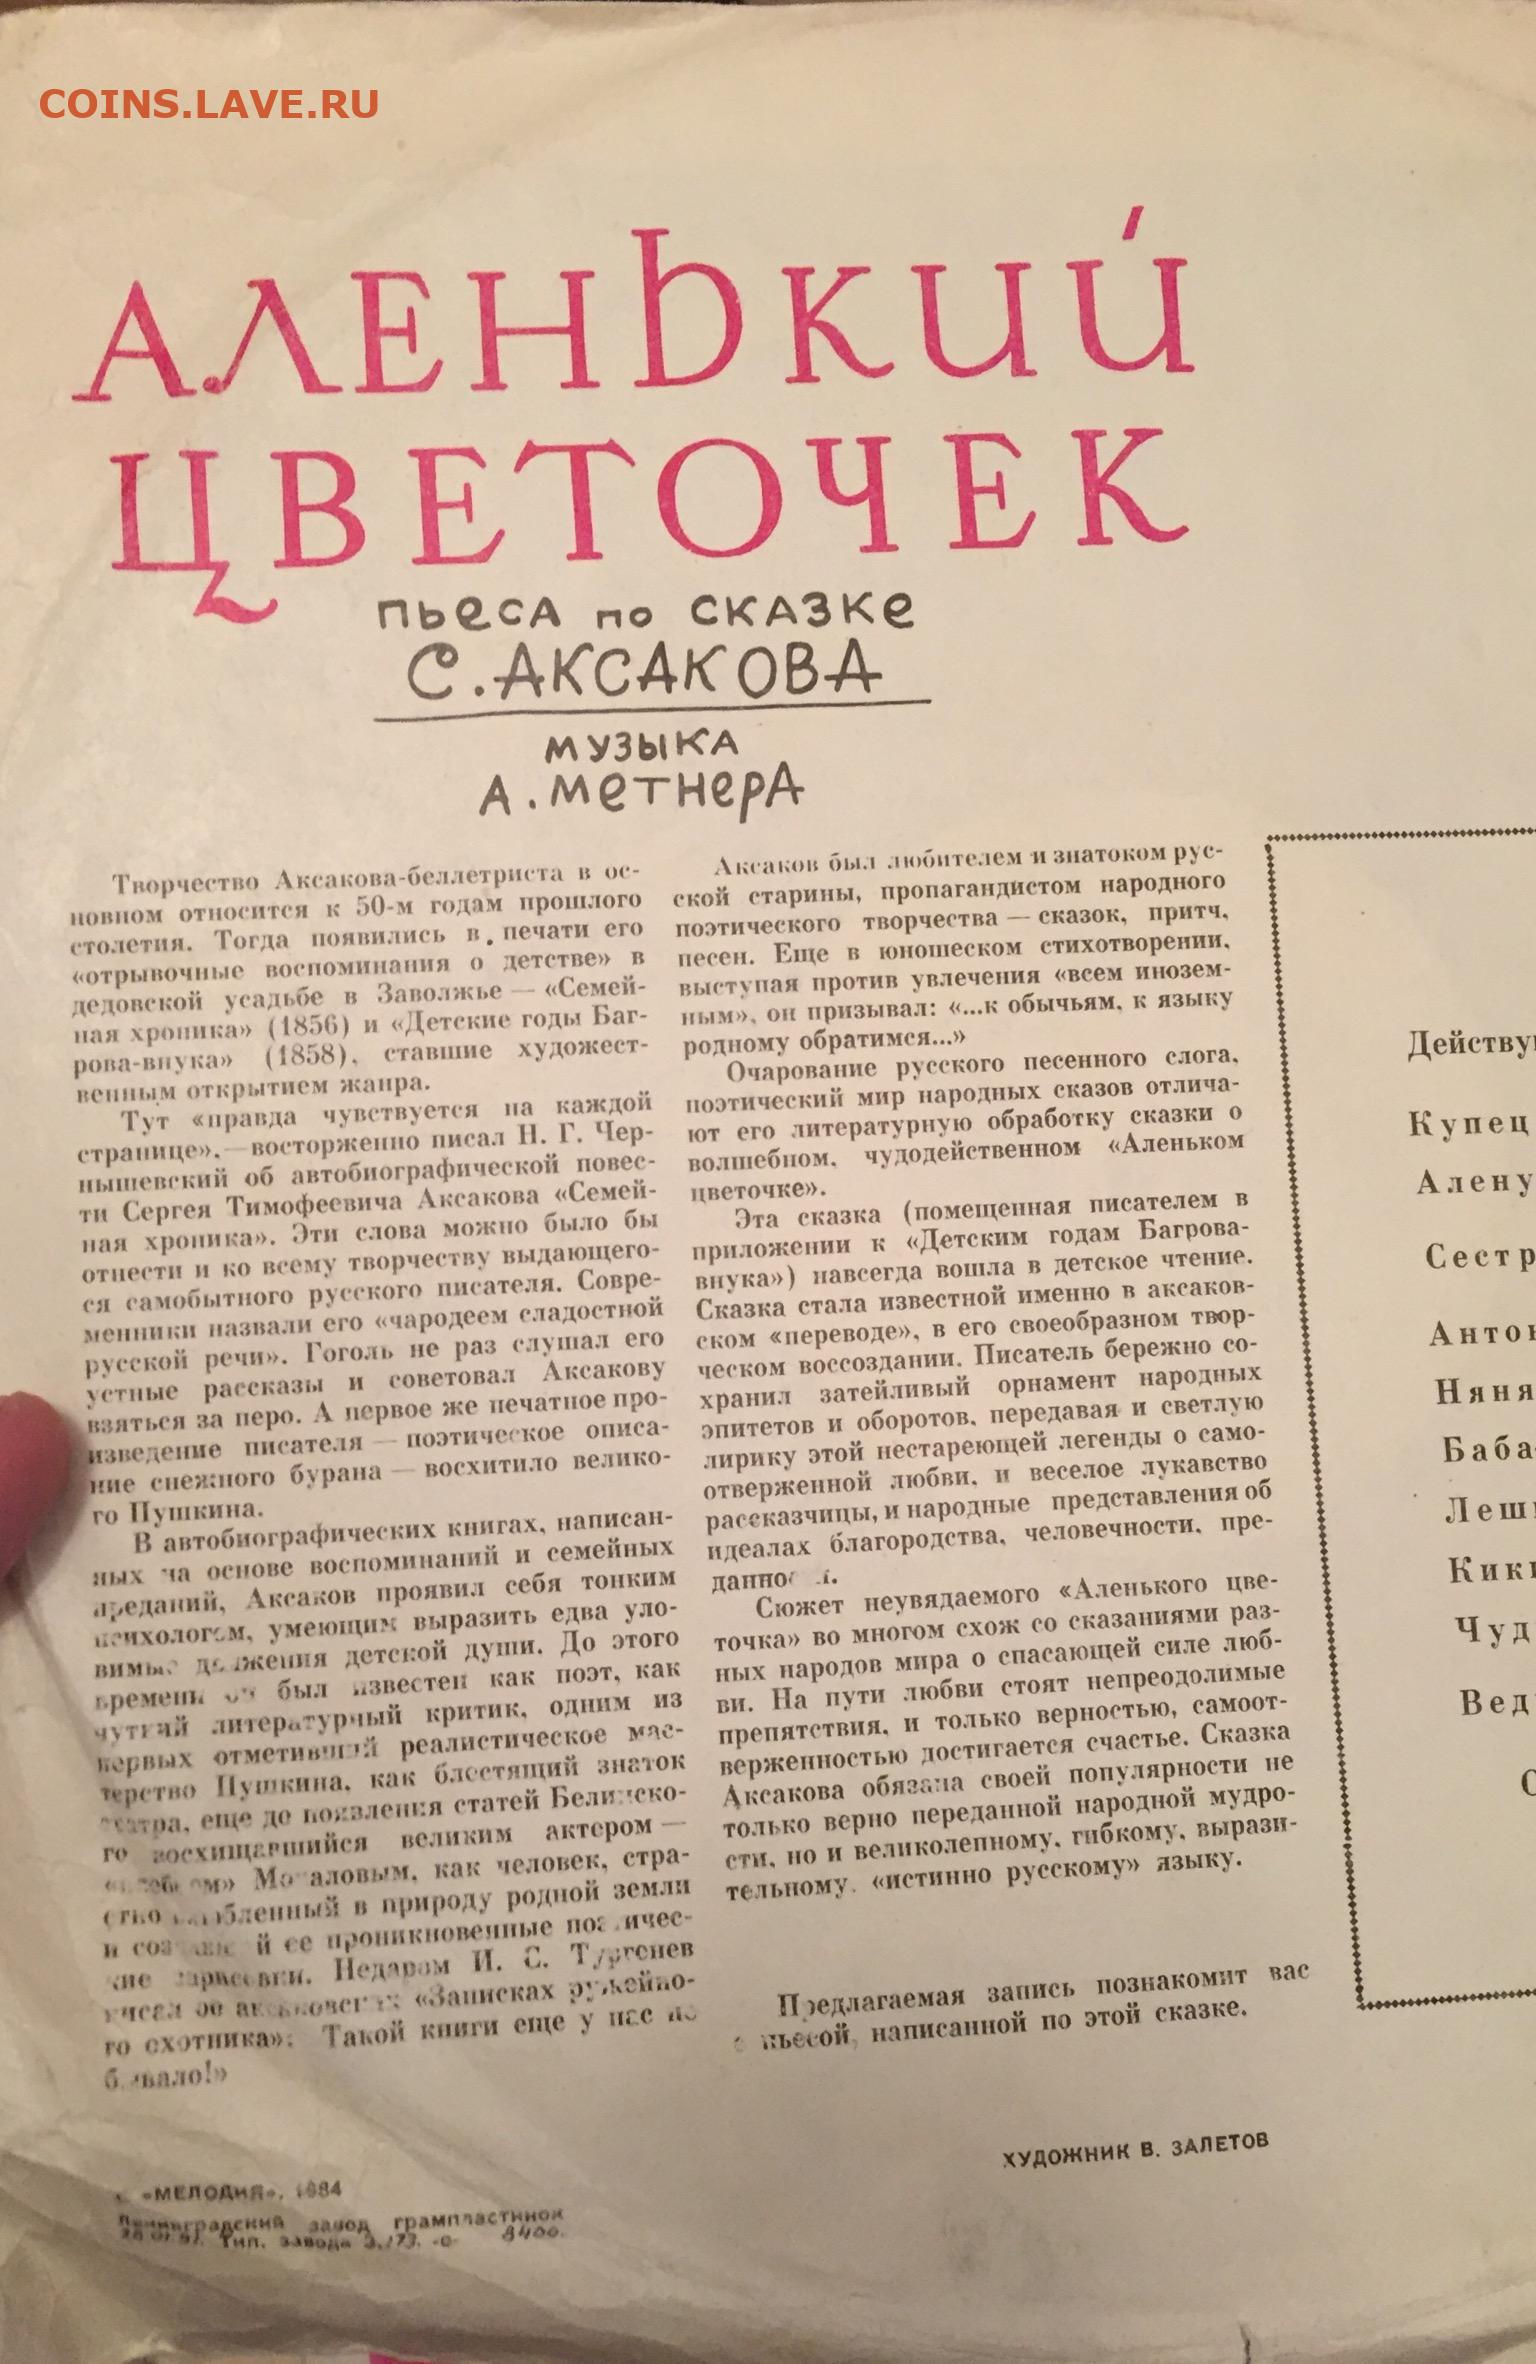 COINS.LAVE.RU
АЛЕНЬКИЙ
ЦВЕТОЧЕК
ПЬЕСА ПО СКАЗКЕ
С. АКСАКОВА
МУЗЫКА
А. МЕТНЕРА
Творчество Аксакова-беллетриста в ос-
новном относится к 50-м годам прошлого
столетия. Тогда появились в печати его
«отрывочные воспоминания о детстве» в
дедовской усадьбе в Заволжье — «Семей-
ная хроника» (1856) и «Детские годы Баг-
рова-внука» (1858), ставшие художест-
венным открытием жанра.
Тут «правда чувствуется на каждой
странице», — восторженно писал Н. Г. Чер-
нышевский об автобиографической повес-
ти Сергея Тимофеевича Аксакова «Семей-
ная хроника». Эти слова можно было бы
отнести и ко всему творчеству выдающего-
ся самобытного русского писателя. Совре-
менники назвали его «чародеем сладостной
русской речи». Гоголь не раз слушал его
устные рассказы и советовал Аксакову
взяться за перо. А первое же печатное про-
изведение писателя — поэтическое описа-
ние снежного бурана — восхитило велико-
го Пушкина.
В автобиографических книгах, написан-
ных на основе воспоминаний и семейных
преданий, Аксаков проявил себя тонким
психологом, умеющим выразить едва уло-
вимые движения детской души. До этого
времени он был известен как поэт, как
чуткий литературный критик, одним из
первых отметивший реалистическое мас-
терство Пушкина, как блестящий знаток
театра, еще до появления статей Белинско-
го восхищавшийся великим актером —
Мочаловым, как человек, стра-
в природу родной земли
и ее проникновенные поэтичес-
кие зарисовки. Недаром И. С. Тургенев
писал об аксаковских «Записках ружейно-
го охотника»: Такой книги еще у нас не
бывало!»
Аксаков был любителем и знатоком рус-
ской старины, пропагандистом народного
поэтического творчества — сказок, притч,
песен. Еще в юношеском стихотворении,
выступая против увлечения «всем инозем-
ным», он призывал: «...к обычьям, к языку
родному обратимся...»
Очарование русского песенного слога,
поэтический мир народных сказов отлича-
ют его литературную обработку сказки о
волшебном, чудодейственном «Аленьком
цветочке».
Эта сказка (помещенная писателем в
приложении к «Детским годам Багрова-
внука») навсегда вошла в детское чтение.
Сказка стала известной именно в аксаков-
ском «переводе», в его своеобразном твор-
ческом воссоздании. Писатель бережно со-
хранил затейливый орнамент народных
эпитетов и оборотов, передавая и светлую
лирику этой нестареющей легенды о само-
отверженной любви, и веселое лукавство
рассказчицы, и народные представления об
идеалах благородства, человечности, пре-
данности.
Сюжет неувядаемого «Аленького цве-
точка» во многом схож со сказаниями раз-
ных народов мира о спасающей силе люб-
ви. На пути любви стоят непреодолимые
препятствия, и только верностью, самоот-
верженностью достигается счастье. Сказка
Аксакова обязана своей популярности не
только верно переданной народной мудро-
сти, но и великолепному, гибкому, вырази-
тельному, «истинно русскому» языку.
Предлагаемая запись познакомит вас
с пьесой, написанной по этой сказке.
ХУДОЖНИК В. ЗАЛЕТОВ
«МЕЛОДИЯ», 1984
Ленинградский завод грампластинок
Тип. завода
Действу
Купец
Алену
Сестр
Антон
Няня
Баба
Леш
Кики
Чуд
Вед